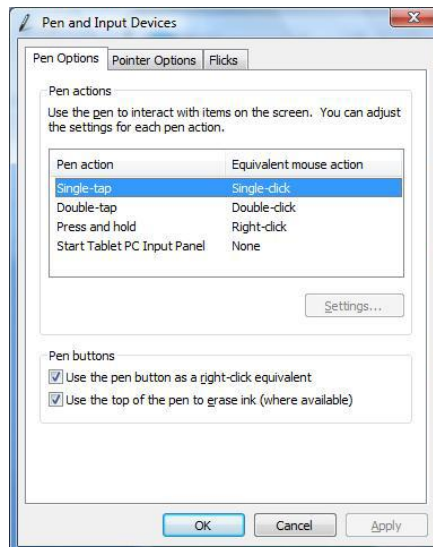 Pen and Input Devices
Pen Options Pointer Options Flicks
Pen actions
Use the pen to interact with items on the screen. You can adjust
the settings for each pen action.
Pen action Equivalent mouse action
Single-tap Single-click
Double-tap Double-click
Press and hold Right-click
Start Tablet PC Input Panel None
Settings...
Pen buttons
Use the pen button as a right-click equivalent
Use the top of the pen to erase ink (where available)
OK Cancel Apply